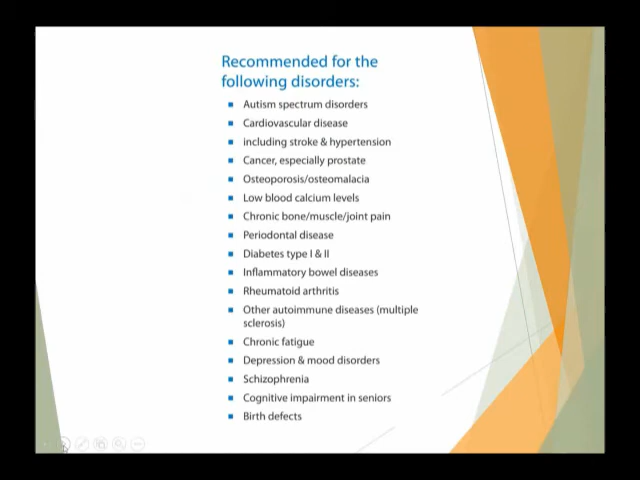 Recommended for the
following disorders:
Autism spectrum disorders
Cardiovascular disease
including stroke & hypertension
Cancer, especially prostate
Osteoporosis/osteomalacia
Low blood calcium levels
Chronic bone/muscle/joint pain
Periodontal disease
Diabetes type I & II
Inflammatory bowel diseases
Rheumatoid arthritis
Other autoimmune diseases (multiple
sclerosis)
Chronic fatigue
Depression & mood disorders
Schizophrenia
Cognitive impairment in seniors
Birth defects